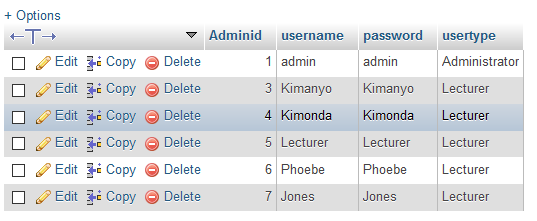 + Options
Adminid username password usertype
Edit Copy Delete 1 admin admin Administrator
Edit Copy Delete 3 Kimanyo Kimanyo Lecturer
Edit Copy Delete 4 Kimonda Kimonda Lecturer
Edit Copy Delete 5 Lecturer Lecturer Lecturer
Edit Copy Delete 6 Phoebe Phoebe Lecturer
Edit Copy Delete 7 Jones Jones Lecturer